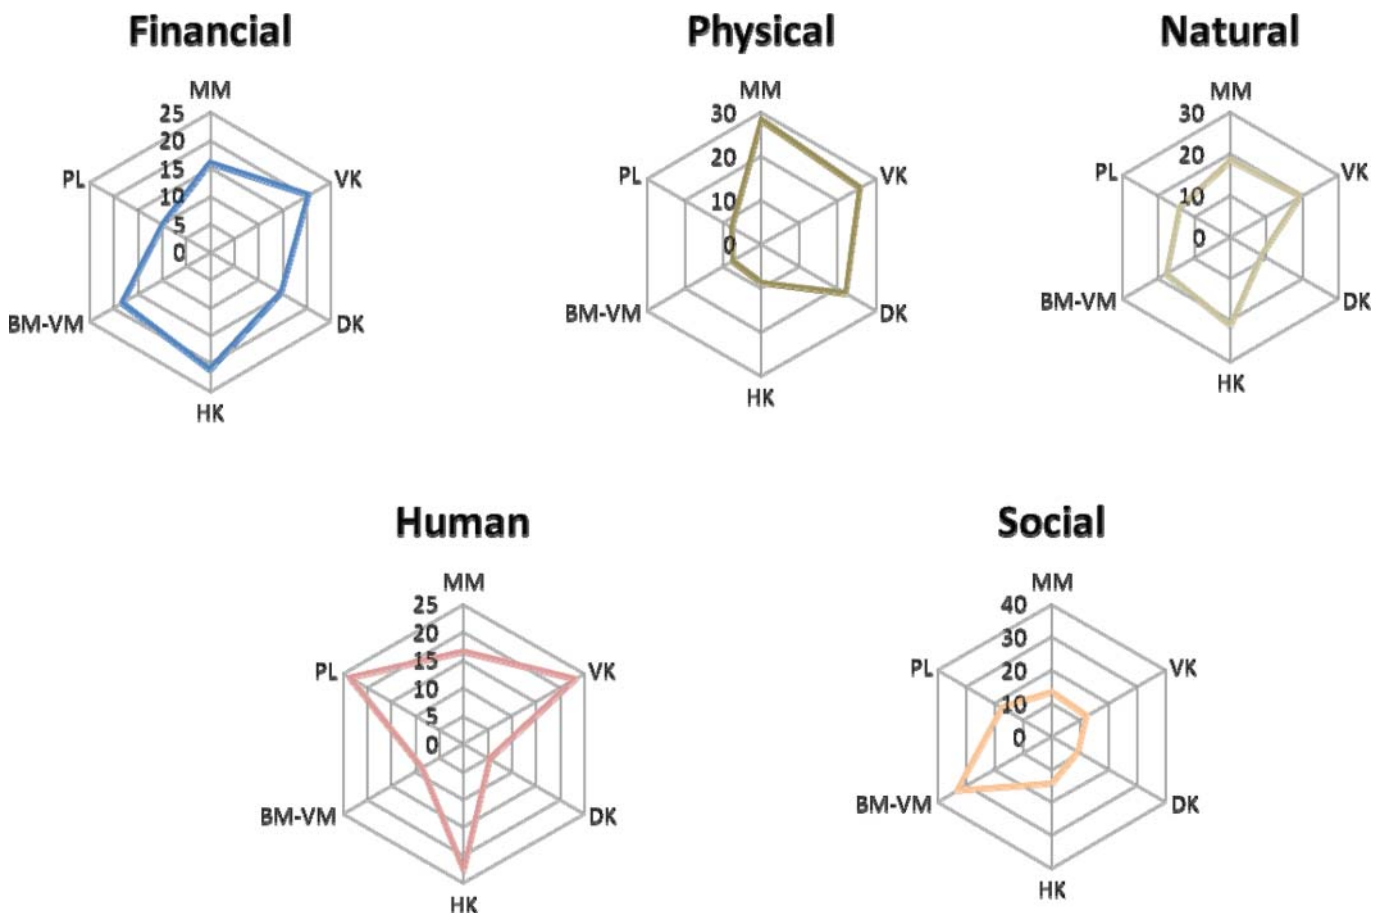 Financial
MM
25
20
15
10
5
0
VK
DK
HK
BM-VM
PL
Physical
MM
30
20
10
0
VK
DK
HK
BM-VM
PL
Natural
MM
30
20
10
0
VK
DK
HK
BM-VM
PL
Human
MM
25
20
15
10
5
0
VK
DK
HK
BM-VM
PL
Social
MM
40
30
20
10
0
VK
DK
HK
BM-VM
PL